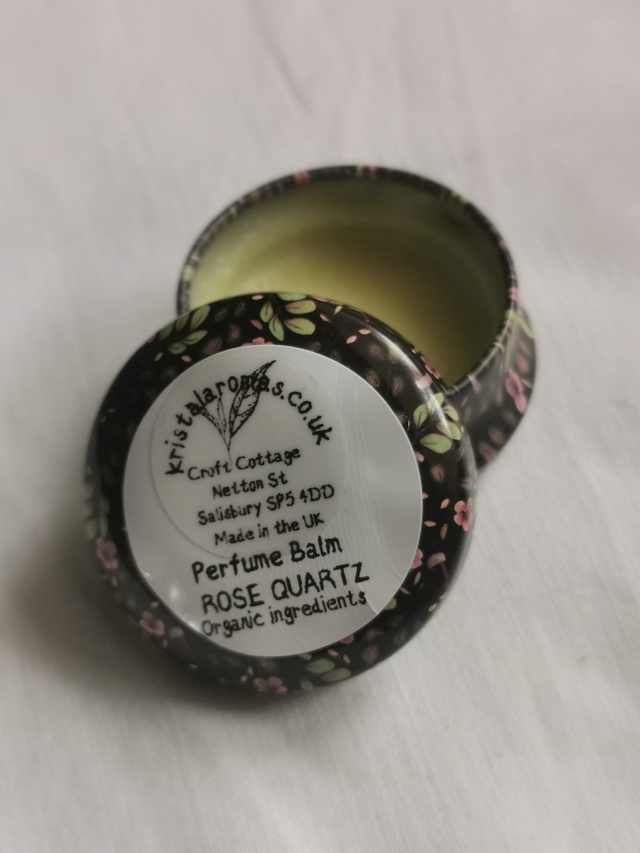 kristalaromas.co.uk
Croft Cottage
Netton St
Salisbury SP5 4DD
Made in the UK
Perfume Balm
ROSE QUARTZ
Organic ingredients